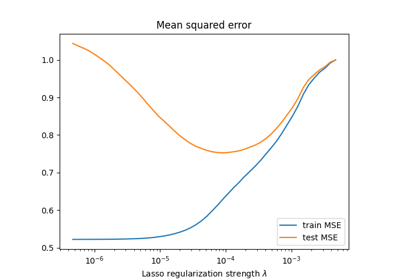 Mean squared error
1.0
0.9
0.8
0.7
0.6
0.5
10⁻⁶
10⁻⁵
10⁻⁴
10⁻³
train MSE
test MSE
Lasso regularization strength λ